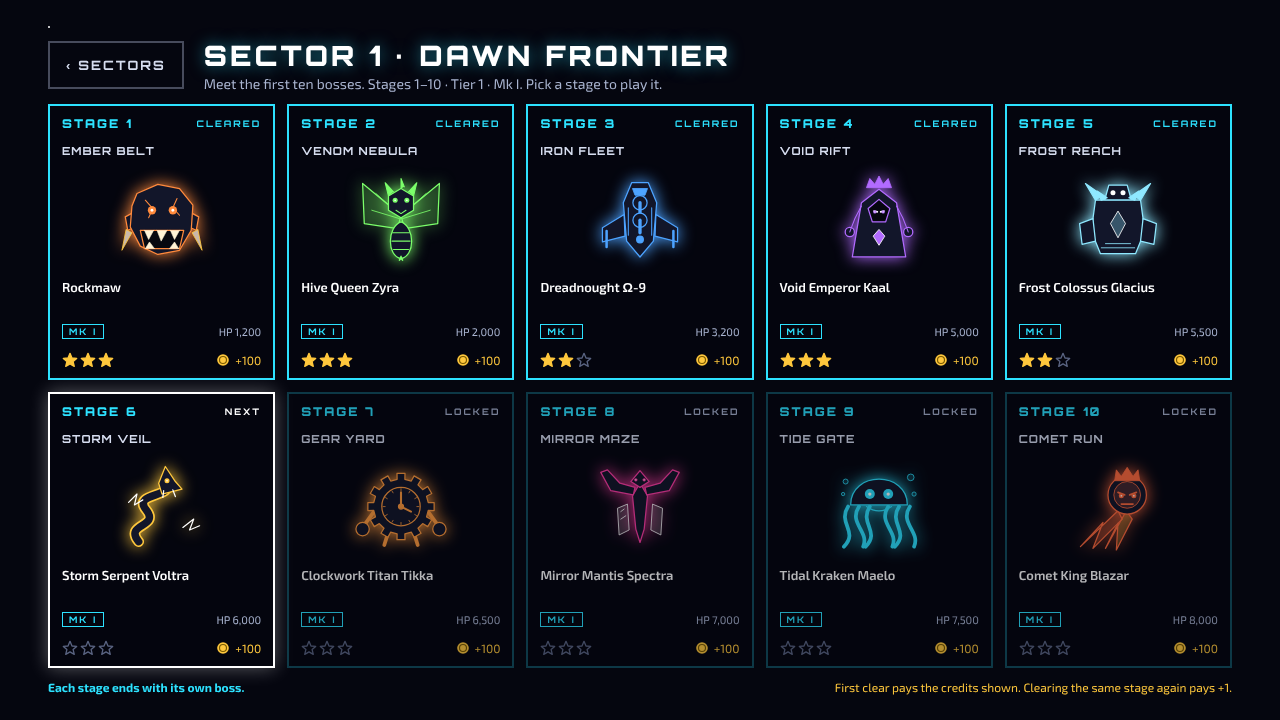 ‹ SECTORS
SECTOR 1 · DAWN FRONTIER
Meet the first ten bosses. Stages 1–10 · Tier 1 · Mk I. Pick a stage to play it.
STAGE 1 CLEARED
EMBER BELT
Rockmaw
MK I HP 1,200
+100
STAGE 2 CLEARED
VENOM NEBULA
Hive Queen Zyra
MK I HP 2,000
+100
STAGE 3 CLEARED
IRON FLEET
Dreadnought Ω-9
MK I HP 3,200
+100
STAGE 4 CLEARED
VOID RIFT
Void Emperor Kaal
MK I HP 5,000
+100
STAGE 5 CLEARED
FROST REACH
Frost Colossus Glacius
MK I HP 5,500
+100
STAGE 6 NEXT
STORM VEIL
Storm Serpent Voltra
MK I HP 6,000
+100
STAGE 7 LOCKED
GEAR YARD
Clockwork Titan Tikka
MK I HP 6,500
+100
STAGE 8 LOCKED
MIRROR MAZE
Mirror Mantis Spectra
MK I HP 7,000
+100
STAGE 9 LOCKED
TIDE GATE
Tidal Kraken Maelo
MK I HP 7,500
+100
STAGE 10 LOCKED
COMET RUN
Comet King Blazar
MK I HP 8,000
+100
Each stage ends with its own boss.
First clear pays the credits shown. Clearing the same stage again pays +1.